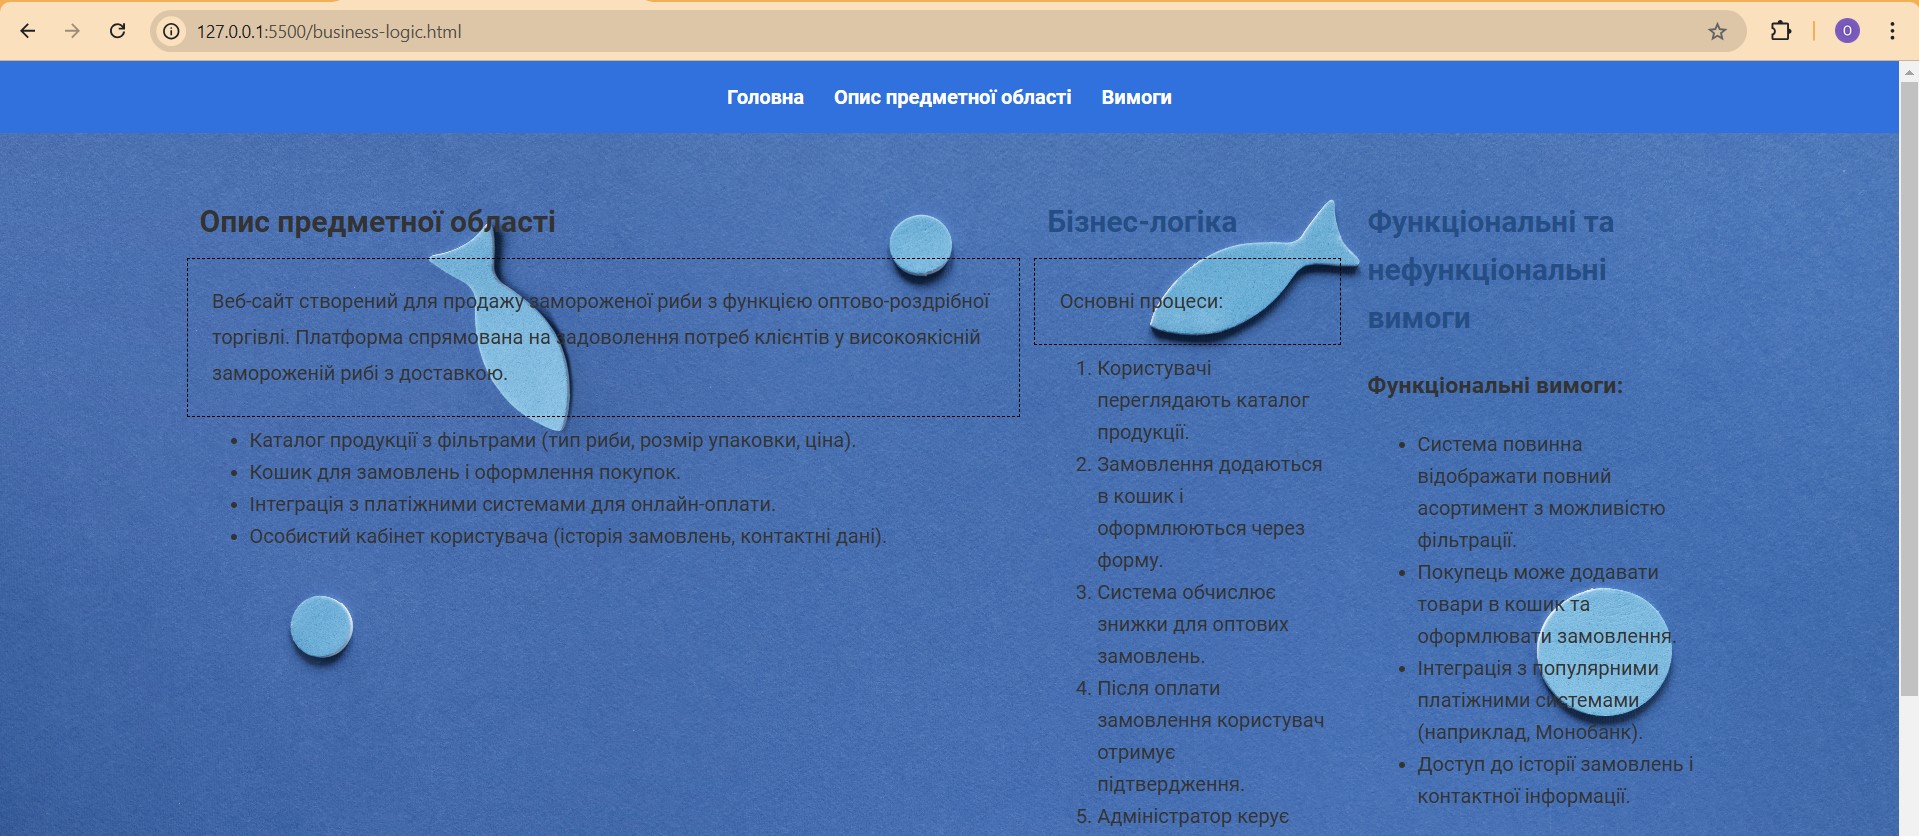 127.0.0.1:5500/business-logic.html
O
Головна Опис предметної області Вимоги
Опис предметної області
Веб-сайт створений для продажу замороженої риби з функцією оптово-роздрібної
торгівлі. Платформа спрямована на задоволення потреб клієнтів у високоякісній
замороженій рибі з доставкою.
• Каталог продукції з фільтрами (тип риби, розмір упаковки, ціна).
• Кошик для замовлень і оформлення покупок.
• Інтеграція з платіжними системами для онлайн-оплати.
• Особистий кабінет користувача (історія замовлень, контактні дані).
Бізнес-логіка
Основні процеси:
1. Користувачі
переглядають каталог
продукції.
2. Замовлення додаються
в кошик і
оформлюються через
форму.
3. Система обчислює
знижки для оптових
замовлень.
4. Після оплати
замовлення користувач
отримує
підтвердження.
5. Адміністратор керує
Функціональні та
нефункціональні
вимоги
Функціональні вимоги:
• Система повинна
відображати повний
асортимент з можливістю
фільтрації.
• Покупець може додавати
товари в кошик та
оформлювати замовлення.
• Інтеграція з популярними
платіжними системами
(наприклад, Монобанк).
• Доступ до історії замовлень і
контактної інформації.